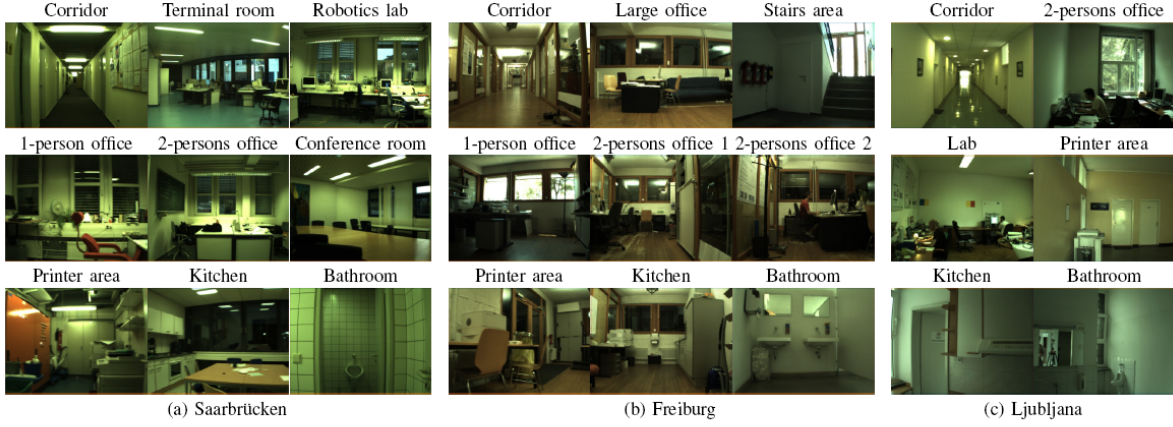 Corridor Terminal room Robotics lab
1-person office 2-persons office Conference room
Printer area Kitchen Bathroom
(a) Saarbrücken
Corridor Large office Stairs area
1-person office 2-persons office 1 2-persons office 2
Printer area Kitchen Bathroom
(b) Freiburg
Corridor 2-persons office
Lab Printer area
Kitchen Bathroom
(c) Ljubljana